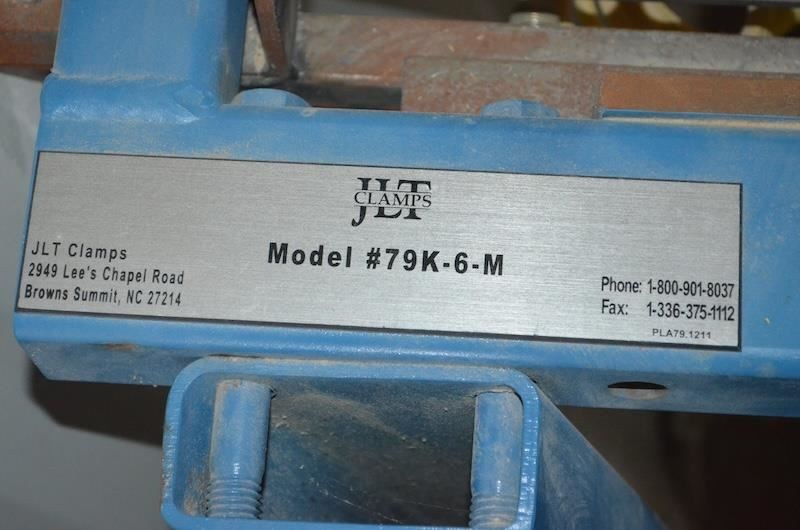 JLT
CLAMPS
Model #79K-6-M
JLT Clamps
2949 Lee's Chapel Road
Browns Summit, NC 27214
Phone: 1-800-901-8037
Fax: 1-336-375-1112
PLA79.1211